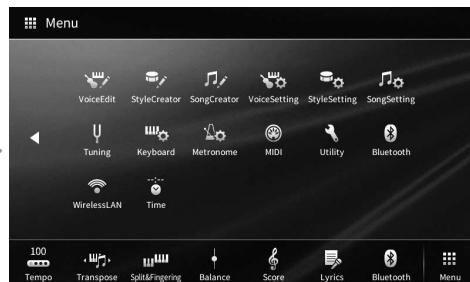 Menu
VoiceEdit StyleCreator SongCreator VoiceSetting StyleSetting SongSetting
Tuning Keyboard Metronome MIDI Utility Bluetooth
--:--
WirelessLAN Time
100
Tempo Transpose Split&Fingering Balance Score Lyrics Bluetooth Menu